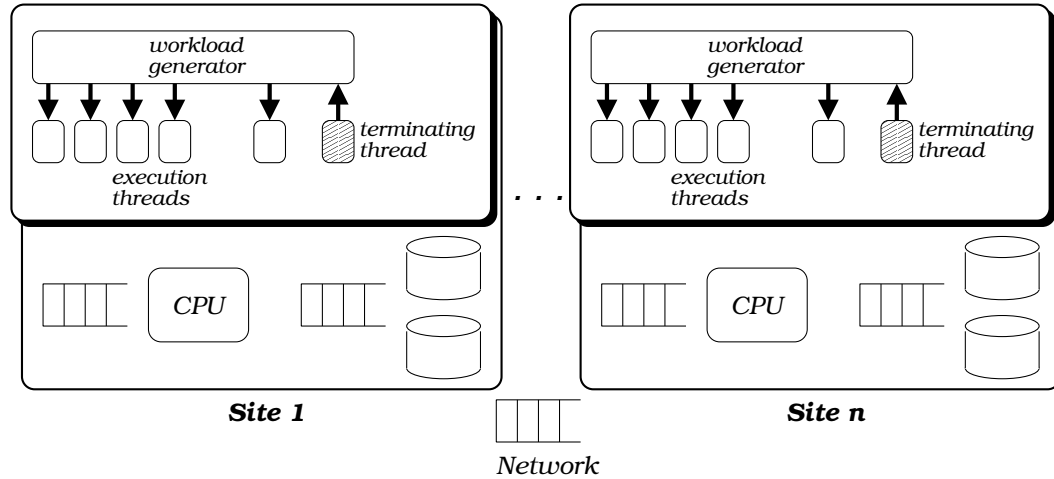 workload
generator
terminating
thread
execution
threads
CPU
Site 1
. . .
workload
generator
terminating
thread
execution
threads
CPU
Site n
Network